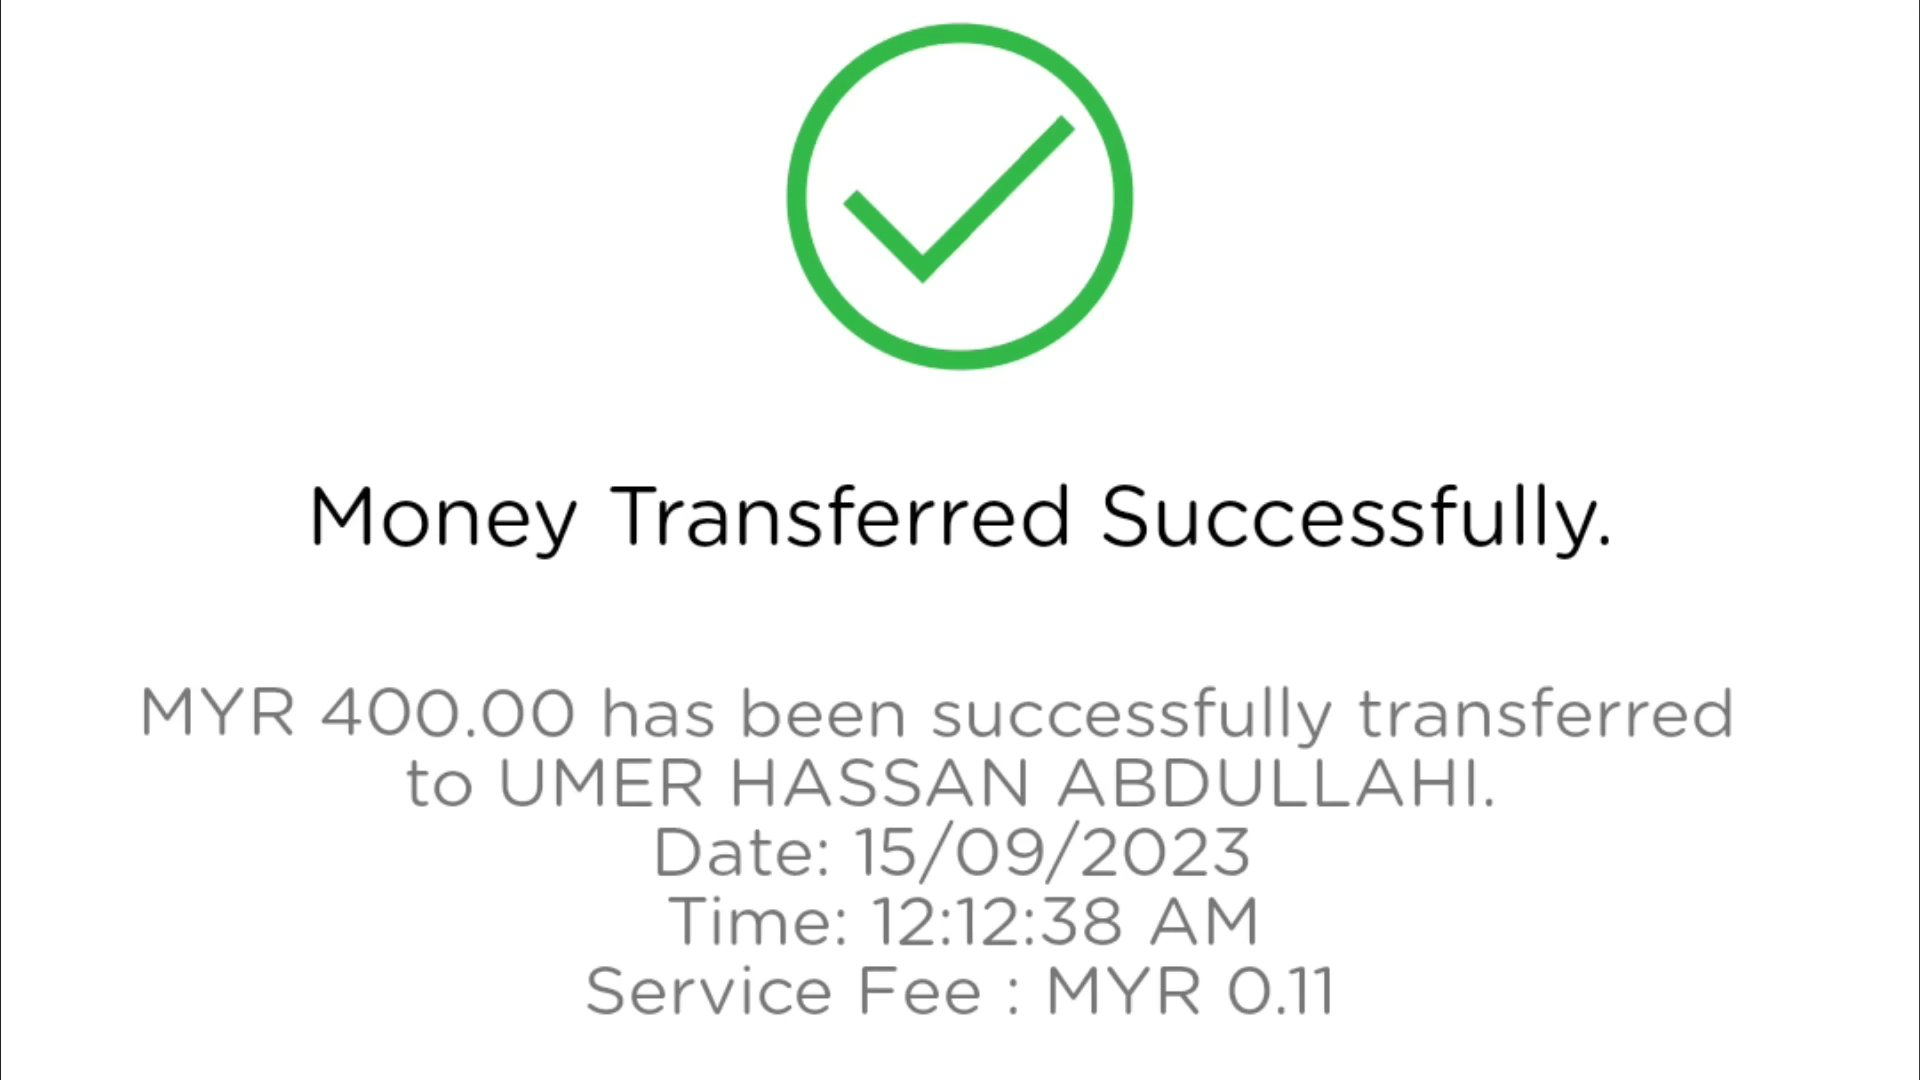 Money Transferred Successfully.
MYR 400.00 has been successfully transferred
to UMER HASSAN ABDULLAHI.
Date: 15/09/2023
Time: 12:12:38 AM
Service Fee : MYR 0.11